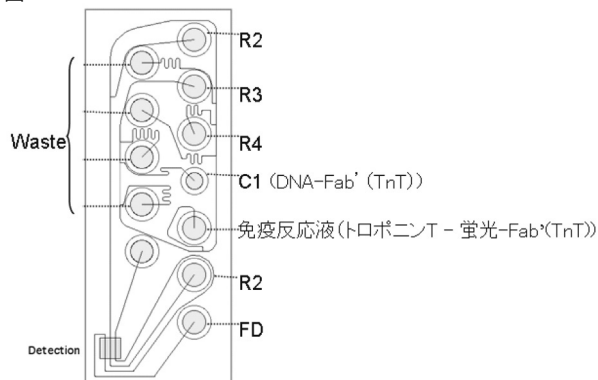 R2
R3
Waste
R4
C1 (DNA-Fab' (TnT))
免疫反応液(トロポニンT - 蛍光-Fab'(TnT))
R2
FD
Detection